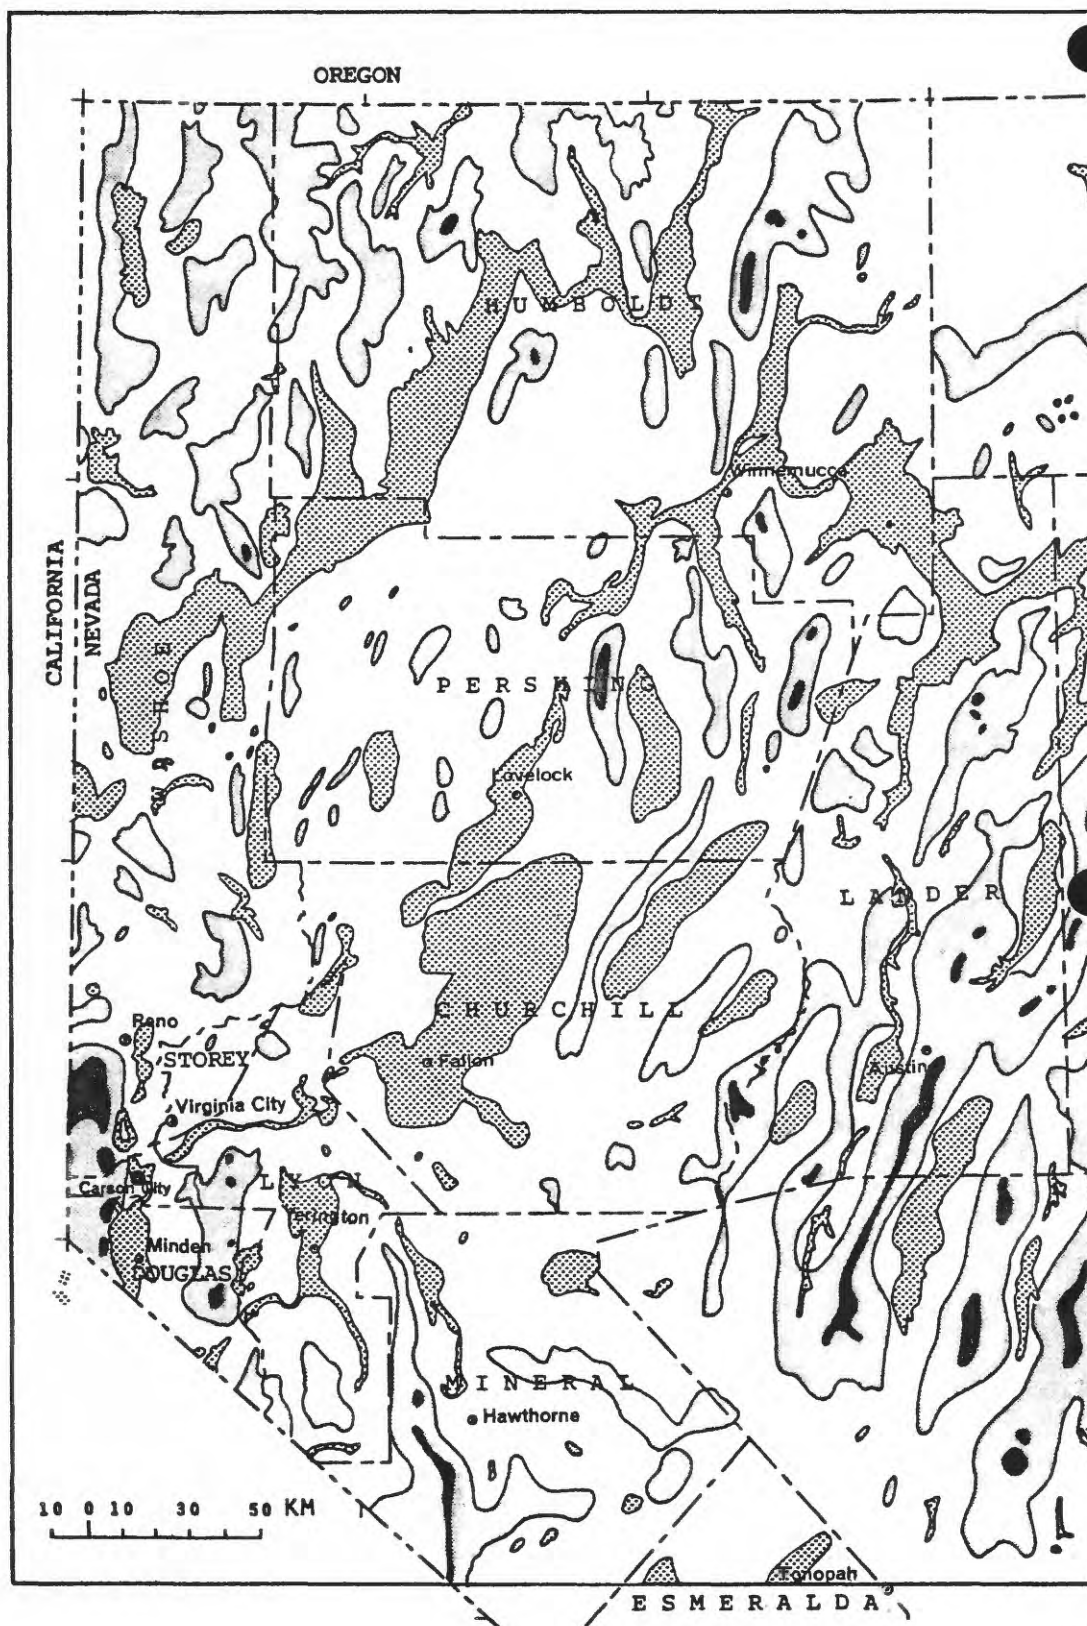 OREGON
HUMBOLDT
Winnemucca
CALIFORNIA
NEVADA
WASHOE
PERSHING
Lovelock
LANDER
Reno
CHURCHILL
STOREY
Fallon
Austin
Virginia City
Carson City
LYON
Yerington
Minden
DOUGLAS
MINERAL
Hawthorne
10 0 10 30 50 KM
Tonopah
ESMERALDA